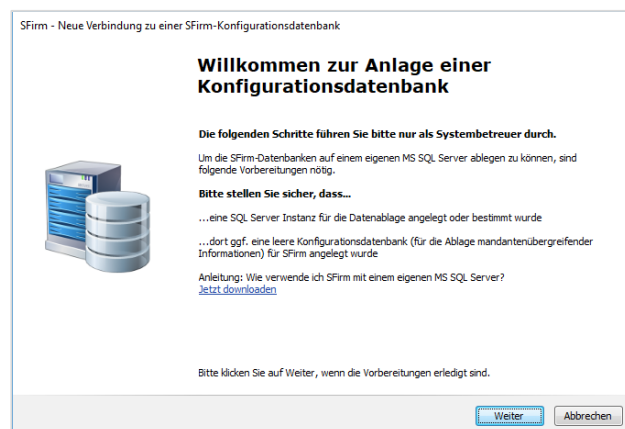 SFirm - Neue Verbindung zu einer SFirm-Konfigurationsdatenbank
Willkommen zur Anlage einer
Konfigurationsdatenbank
Die folgenden Schritte führen Sie bitte nur als Systembetreuer durch.
Um die SFirm-Datenbanken auf einem eigenen MS SQL Server ablegen zu können, sind
folgende Vorbereitungen nötig.
Bitte stellen Sie sicher, dass...
...eine SQL Server Instanz für die Datenablage angelegt oder bestimmt wurde
...dort ggf. eine leere Konfigurationsdatenbank (für die Ablage mandantenübergreifender
Informationen) für SFirm angelegt wurde
Anleitung: Wie verwende ich SFirm mit einem eigenen MS SQL Server?
Jetzt downloaden
Bitte klicken Sie auf Weiter, wenn die Vorbereitungen erledigt sind.
Weiter Abbrechen